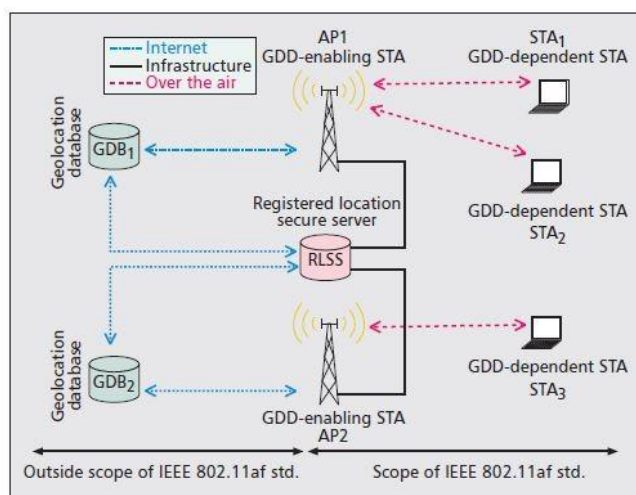 Internet
Infrastructure
Over the air
AP1
GDD-enabling STA
STA1
GDD-dependent STA
Geolocation
database
GDB1
GDD-dependent STA
STA2
Registered location
secure server
RLSS
Geolocation
database
GDB2
GDD-enabling STA
AP2
GDD-dependent STA
STA3
Outside scope of IEEE 802.11af std.
Scope of IEEE 802.11af std.